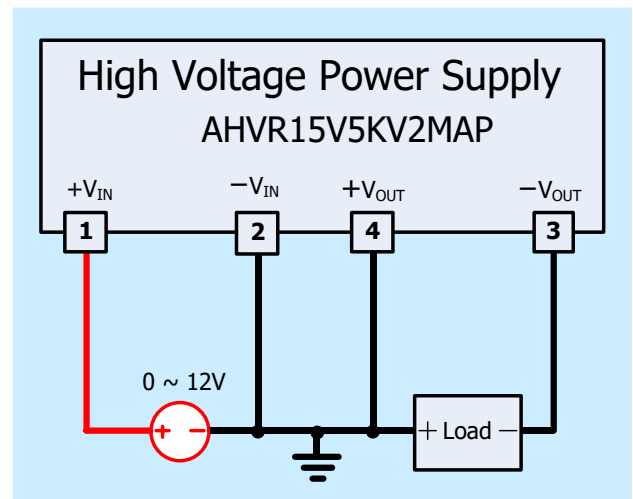 High Voltage Power Supply
AHVR15V5KV2MAP
+VIN −VIN +VOUT −VOUT
1 2 4 3
0 ~ 12V
+ − + Load −